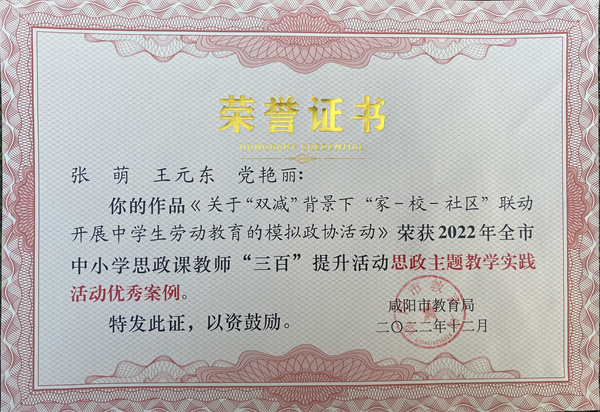 荣誉证书
HONORARY CREDENTIAL
张　萌　王元东　党艳丽：
你的作品《关于“双减”背景下“家－校－社区”联动
开展中学生劳动教育的模拟政协活动》荣获2022年全市
中小学思政课教师“三百”提升活动思政主题教学实践
活动优秀案例。
特发此证，以资鼓励。
咸阳市教育局
二〇二二年十二月